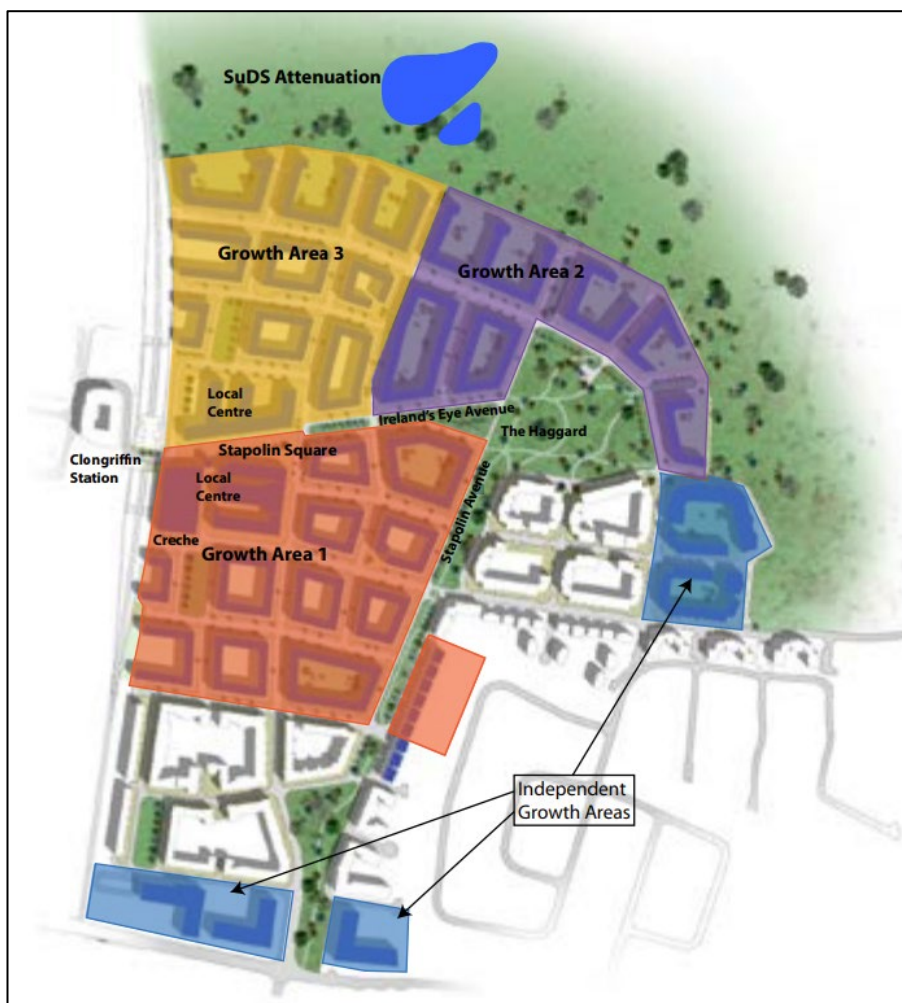 SuDS Attenuation
Growth Area 3
Growth Area 2
Local
Centre
Ireland's Eye Avenue
The Haggard
Stapolin Square
Clongriffin
Station
Local
Centre
Stapolin Avenue
Creche
Growth Area 1
Independent
Growth Areas